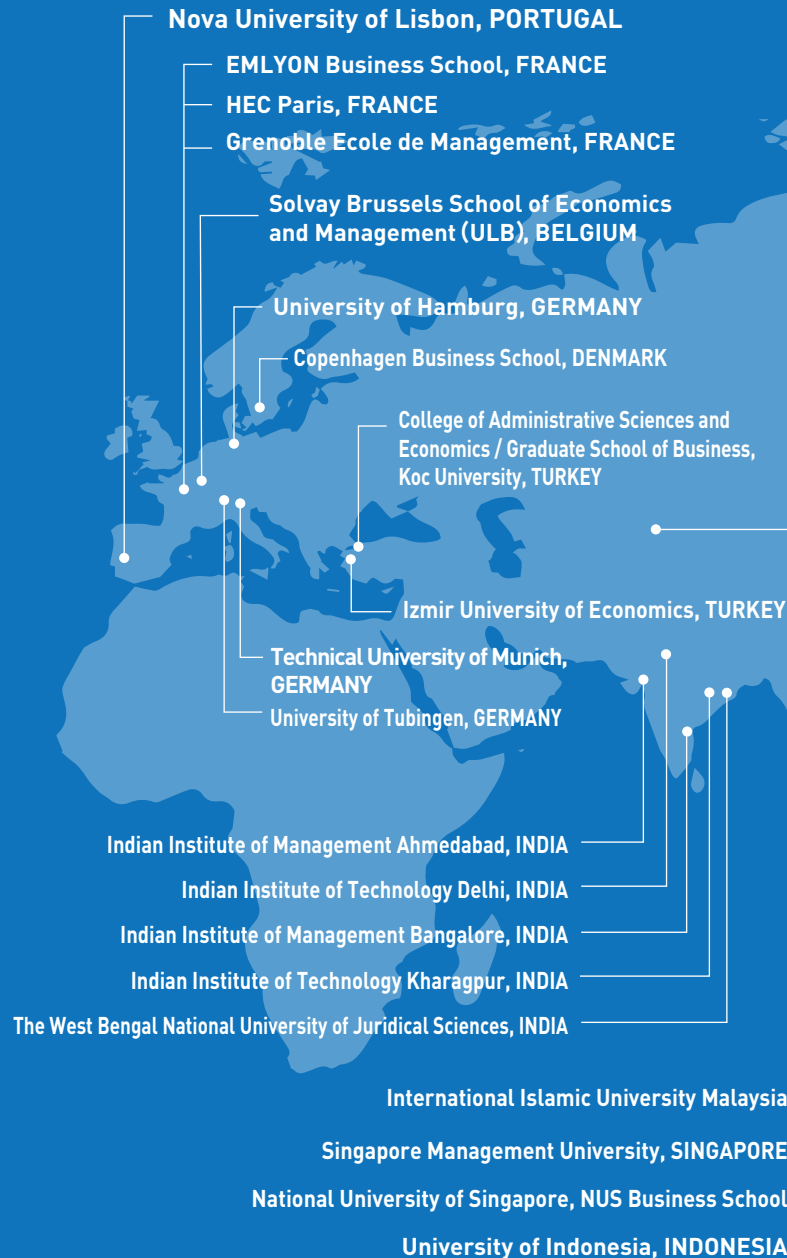 Nova University of Lisbon, PORTUGAL
EMLYON Business School, FRANCE
HEC Paris, FRANCE
Grenoble Ecole de Management, FRANCE
Solvay Brussels School of Economics
and Management (ULB), BELGIUM
University of Hamburg, GERMANY
Copenhagen Business School, DENMARK
College of Administrative Sciences and
Economics / Graduate School of Business,
Koc University, TURKEY
Izmir University of Economics, TURKEY
Technical University of Munich,
GERMANY
University of Tubingen, GERMANY
Indian Institute of Management Ahmedabad, INDIA
Indian Institute of Technology Delhi, INDIA
Indian Institute of Management Bangalore, INDIA
Indian Institute of Technology Kharagpur, INDIA
The West Bengal National University of Juridical Sciences, INDIA
International Islamic University Malaysia
Singapore Management University, SINGAPORE
National University of Singapore, NUS Business School
University of Indonesia, INDONESIA